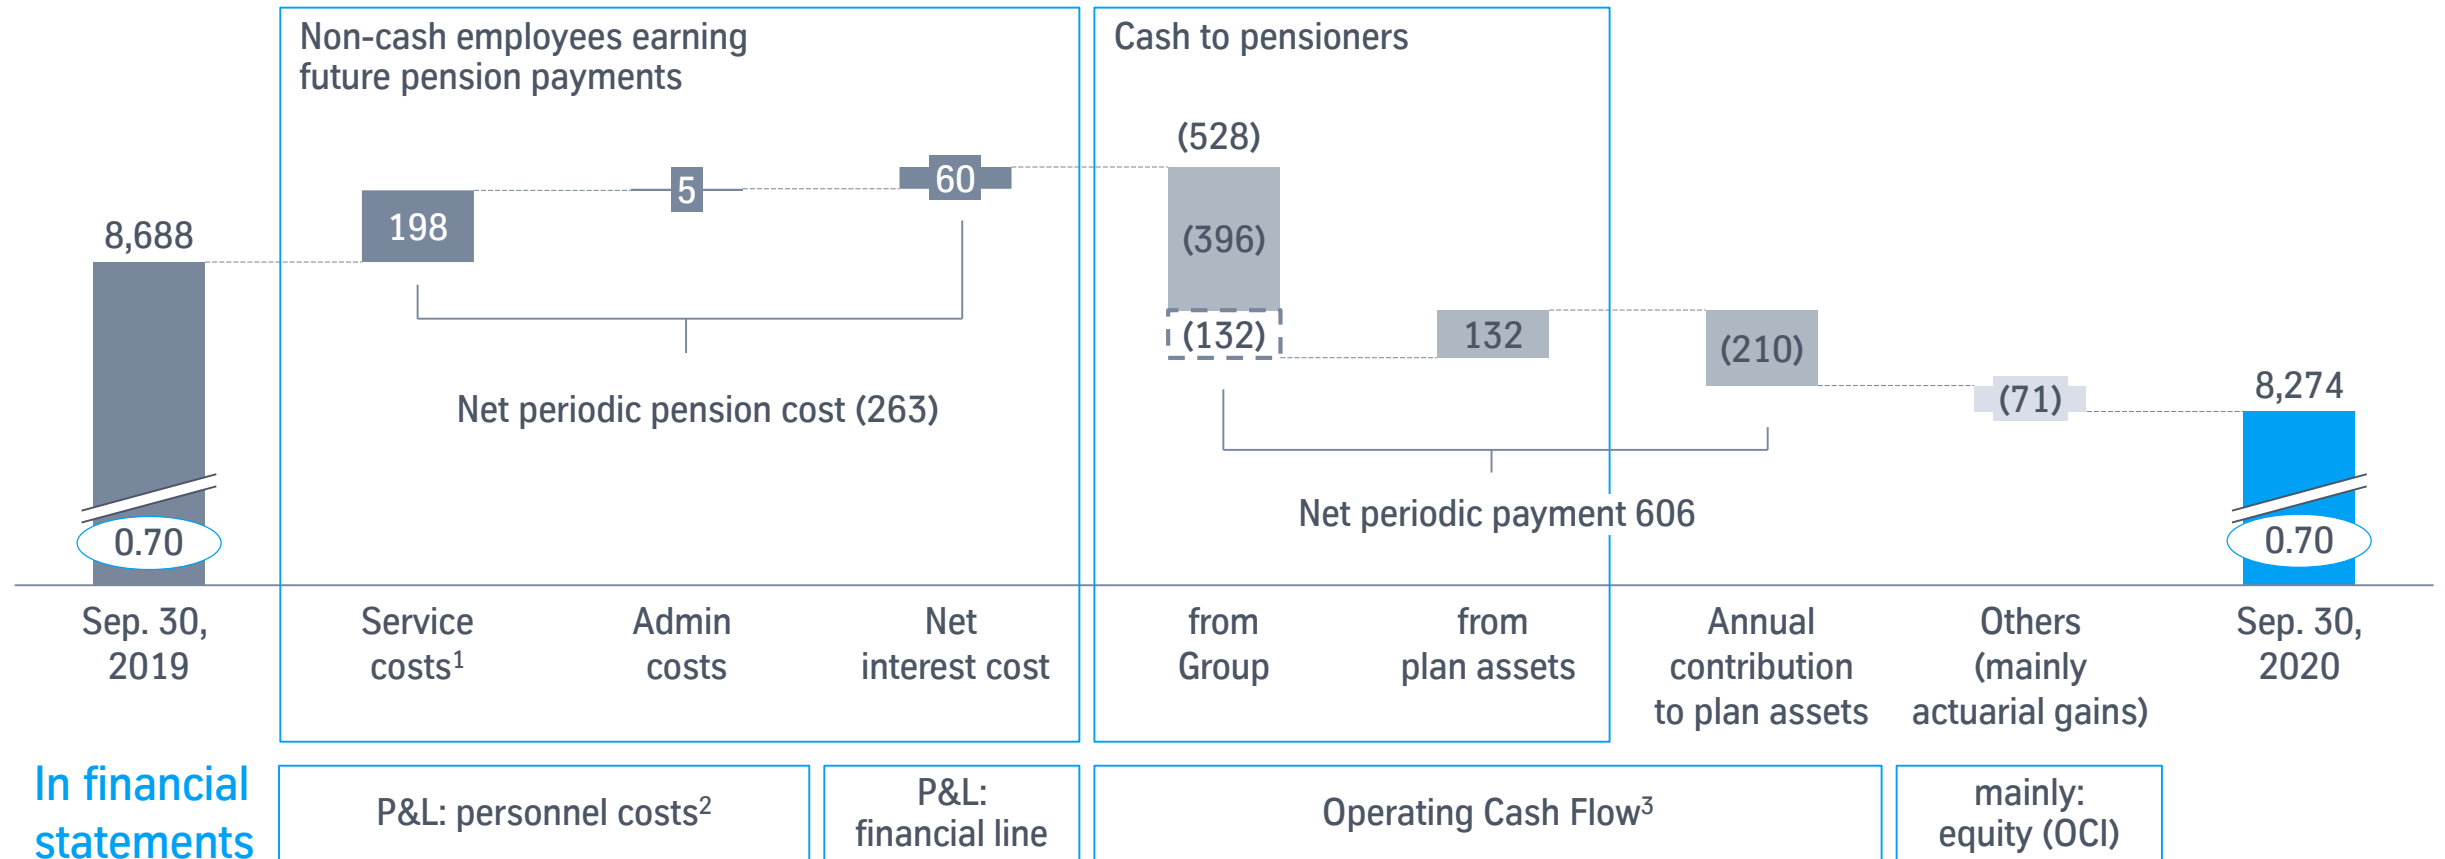 Non-cash employees earning
future pension payments
Cash to pensioners
8,688
198
5
60
(528)
(396)
(132)
132
(210)
(71)
8,274
Net periodic pension cost (263)
Net periodic payment 606
0.70
0.70
Sep. 30,
2019
Service
costs¹
Admin
costs
Net
interest cost
from
Group
from
plan assets
Annual
contribution
to plan assets
Others
(mainly
actuarial gains)
Sep. 30,
2020
In financial
statements
P&L: personnel costs²
P&L:
financial line
Operating Cash Flow³
mainly:
equity (OCI)